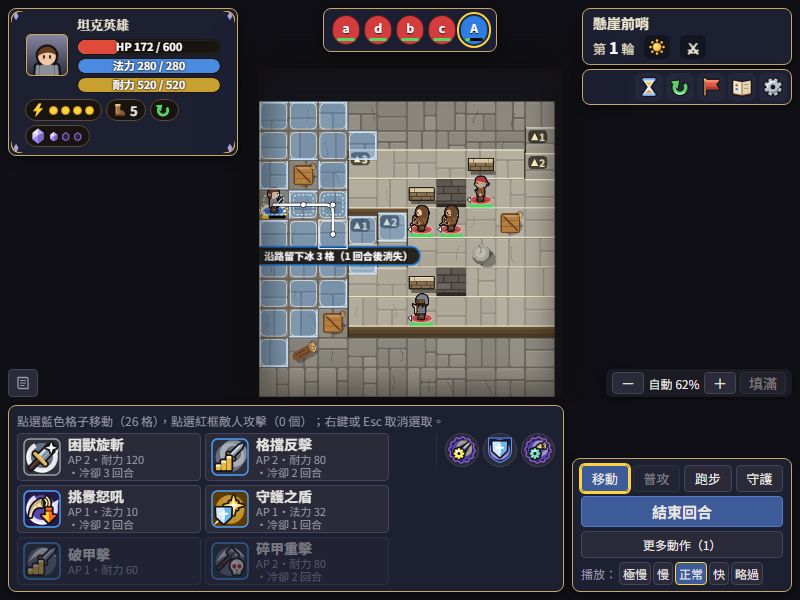 坦克英雄
HP 172 / 600
法力 280 / 280
耐力 520 / 520
5
a
d
b
c
A
懸崖前哨
第 1 輪
▲1
▲2
▲3
▲1
▲2
沿路留下冰 3 格（1 回合後消失）
自動 62%
填滿
點選藍色格子移動（26 格），點選紅框敵人攻擊（0 個）；右鍵或 Esc 取消選取。
困獸旋斬
AP 2・耐力 120
・冷卻 3 回合
格擋反擊
AP 2・耐力 80
・冷卻 2 回合
挑釁怒吼
AP 1・法力 10
・冷卻 2 回合
守護之盾
AP 1・法力 32
・冷卻 1 回合
破甲擊
AP 1・耐力 60
碎甲重擊
AP 2・耐力 80
・冷卻 2 回合
移動
普攻
跑步
守護
結束回合
更多動作（1）
播放：
極慢
慢
正常
快
略過